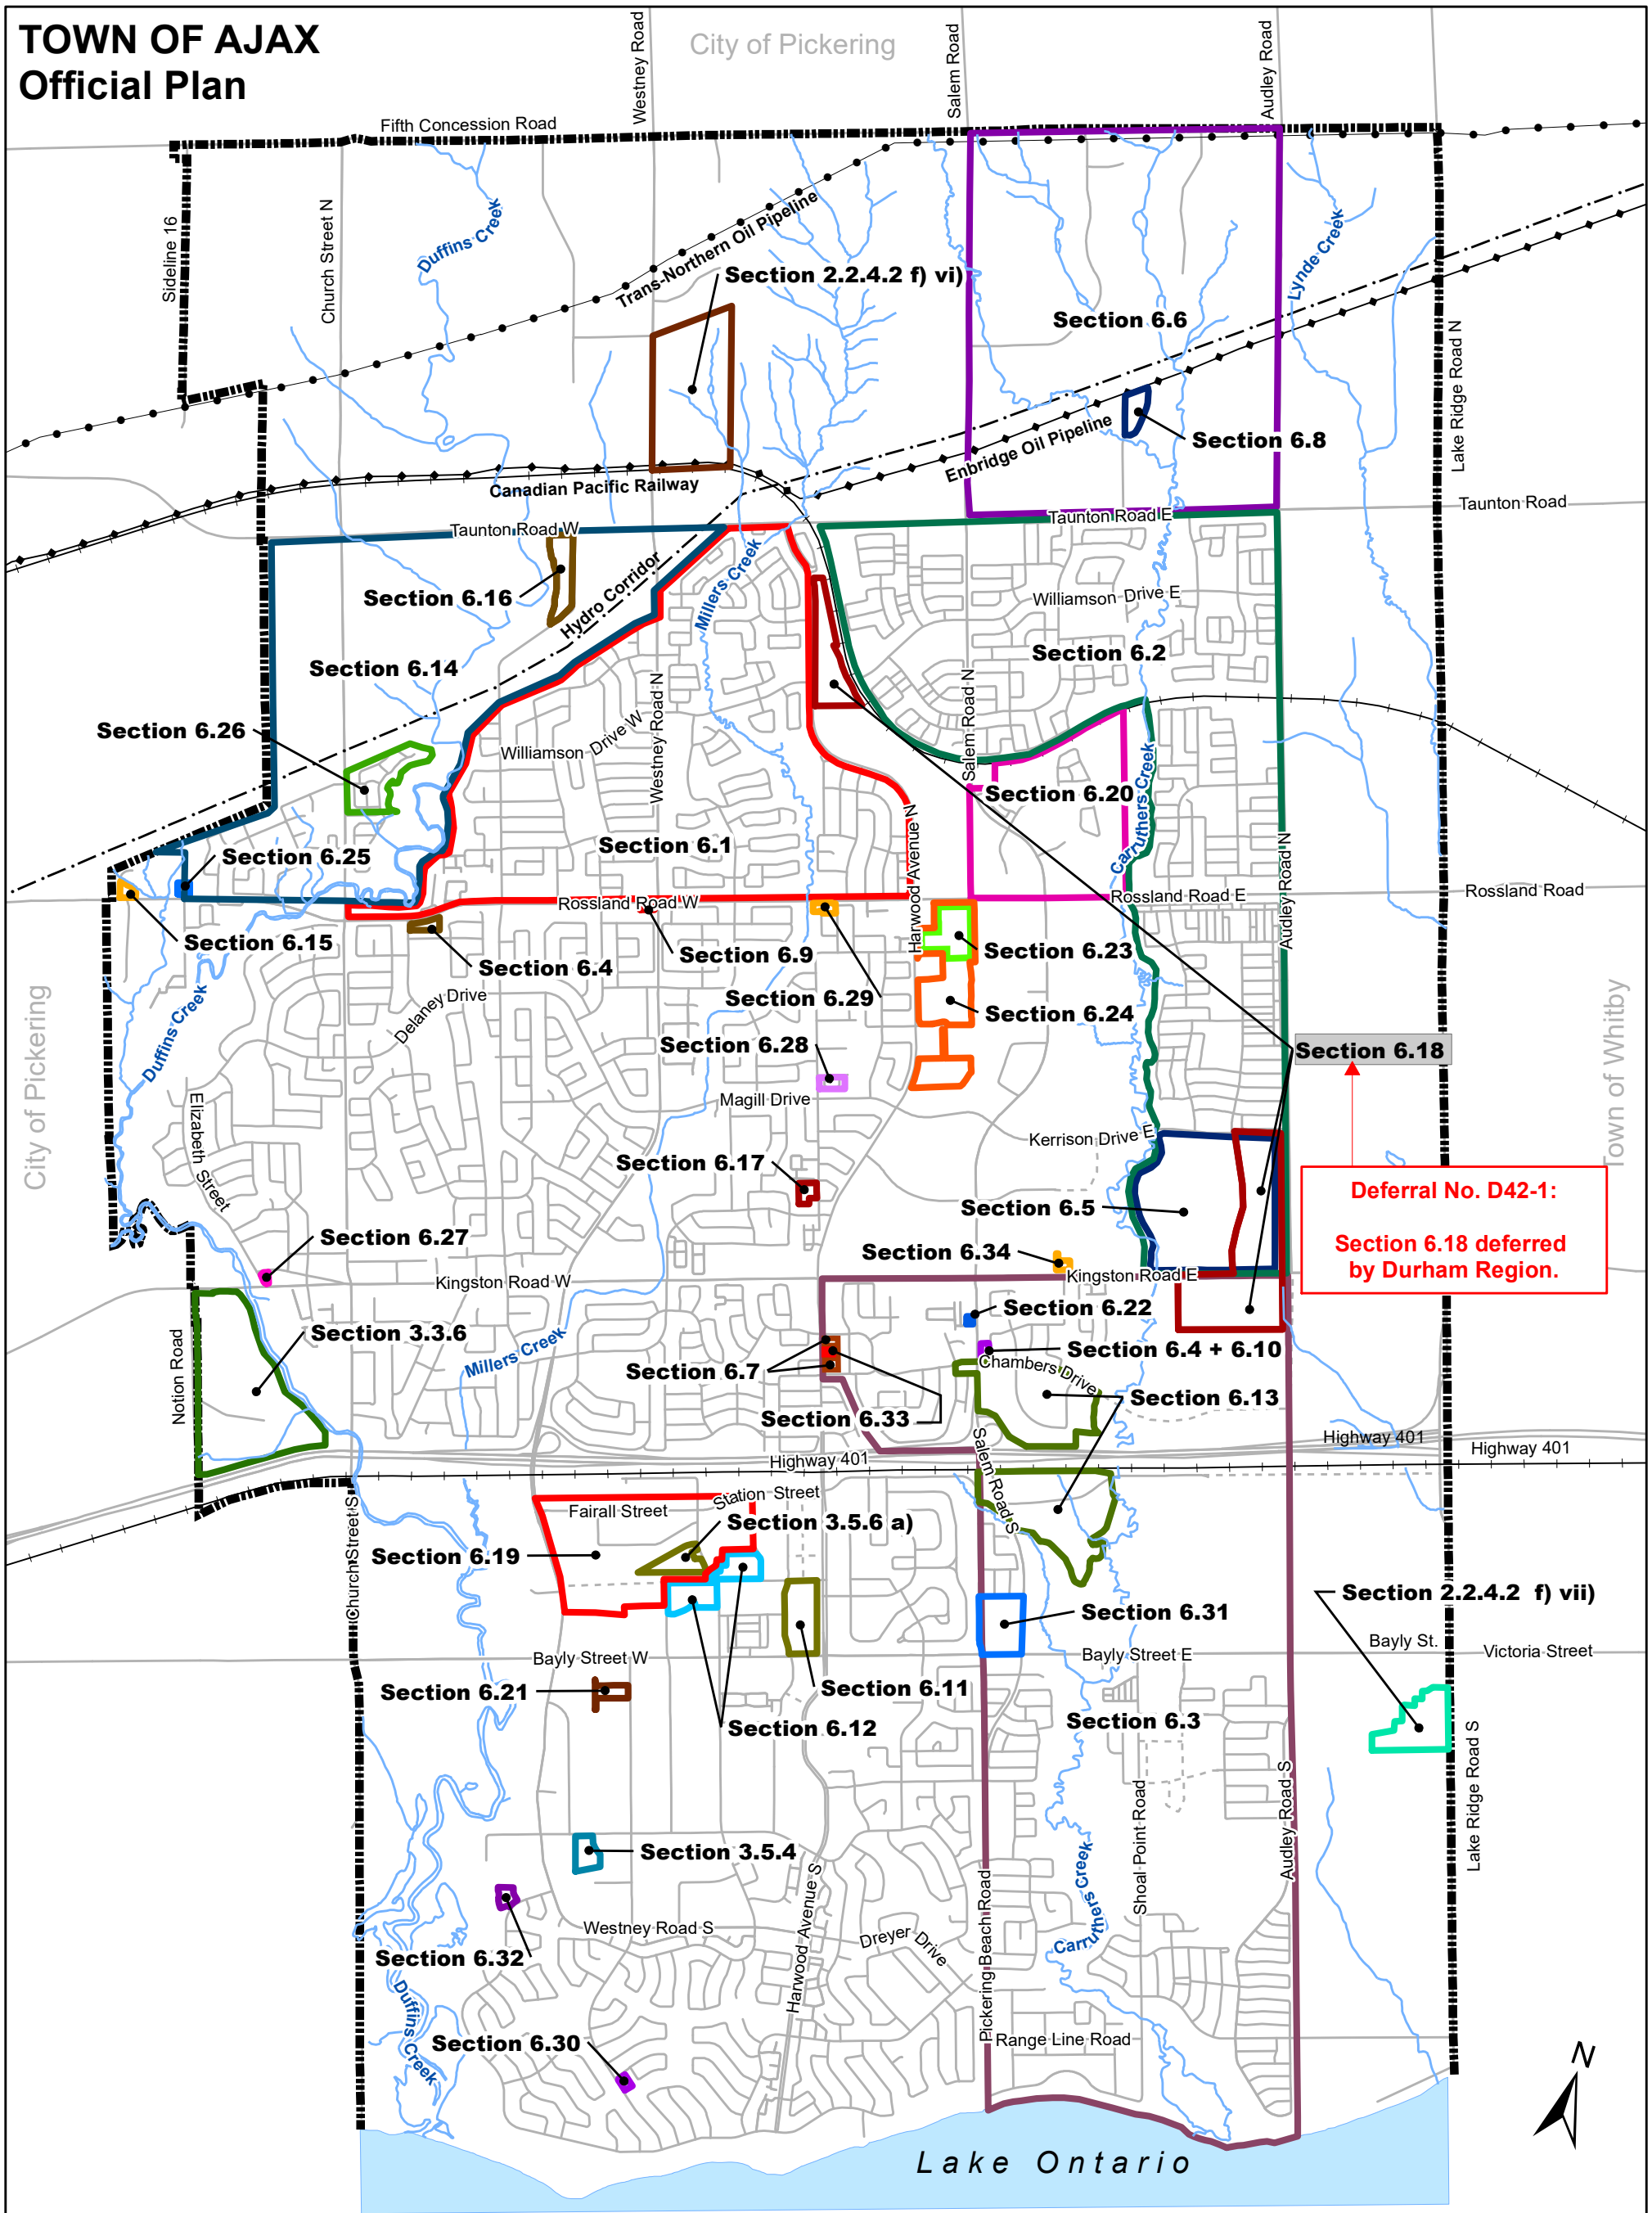 TOWN OF AJAX
Official Plan
City of Pickering
Westney Road
Salem Road
Audley Road
Fifth Concession Road
Sideline 16
Church Street N
Duffins Creek
Trans-Northern Oil Pipeline
Section 2.2.4.2 f) vi)
Section 6.6
Lynde Creek
Lake Ridge Road N
Section 6.8
Enbridge Oil Pipeline
Canadian Pacific Railway
Taunton Road W
Taunton Road E
Taunton Road
Section 6.16
Hydro Corridor
Millers Creek
Williamson Drive E
Section 6.14
Section 6.2
Section 6.26
Williamson Drive W
Westney Road N
Salem Road N
Section 6.20
Carruthers Creek
Section 6.1
Section 6.25
Harwood Avenue N
Audley Road N
Rossland Road W
Rossland Road E
Rossland Road
Section 6.15
Section 6.4
Section 6.9
Section 6.23
Section 6.29
Section 6.24
Delaney Drive
City of Pickering
Duffins Creek
Section 6.28
Section 6.18
Town of Whitby
Magill Drive
Elizabeth Street
Kerrison Drive E
Section 6.17
Deferral No. D42-1:
Section 6.18 deferred
by Durham Region.
Section 6.5
Section 6.27
Section 6.34
Kingston Road W
Kingston Road E
Section 6.22
Section 3.3.6
Notion Road
Millers Creek
Section 6.4 + 6.10
Chambers Drive
Section 6.7
Section 6.13
Section 6.33
Highway 401
Highway 401
Highway 401
Salem Road S
Station Street
Fairall Street
Section 3.5.6 a)
Church Street S
Section 6.19
Section 2.2.4.2 f) vii)
Section 6.31
Bayly Street W
Bayly Street E
Bayly St.
Victoria Street
Section 6.21
Section 6.11
Section 6.12
Section 6.3
Lake Ridge Road S
Shoal Point Road
Audley Road S
Section 3.5.4
Harwood Avenue S
Pickering Beach Road
Carruthers Creek
Westney Road S
Dreyer Drive
Section 6.32
Duffins Creek
Section 6.30
Range Line Road
N
Lake Ontario